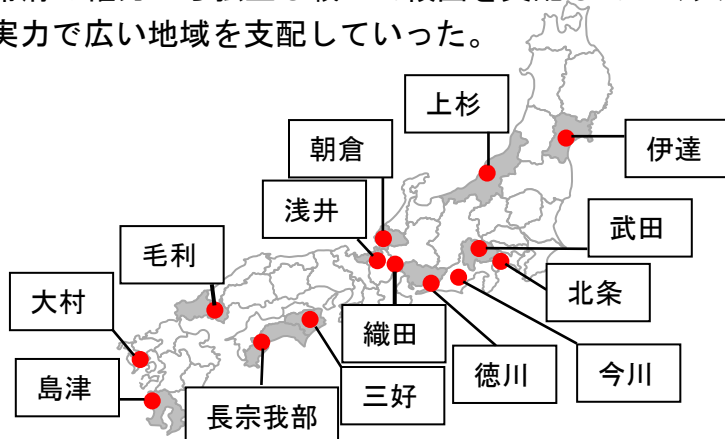 実力で広い地域を支配していった。
上杉
朝倉
伊達
浅井
武田
毛利
北条
大村
織田
徳川
今川
島津
三好
長宗我部